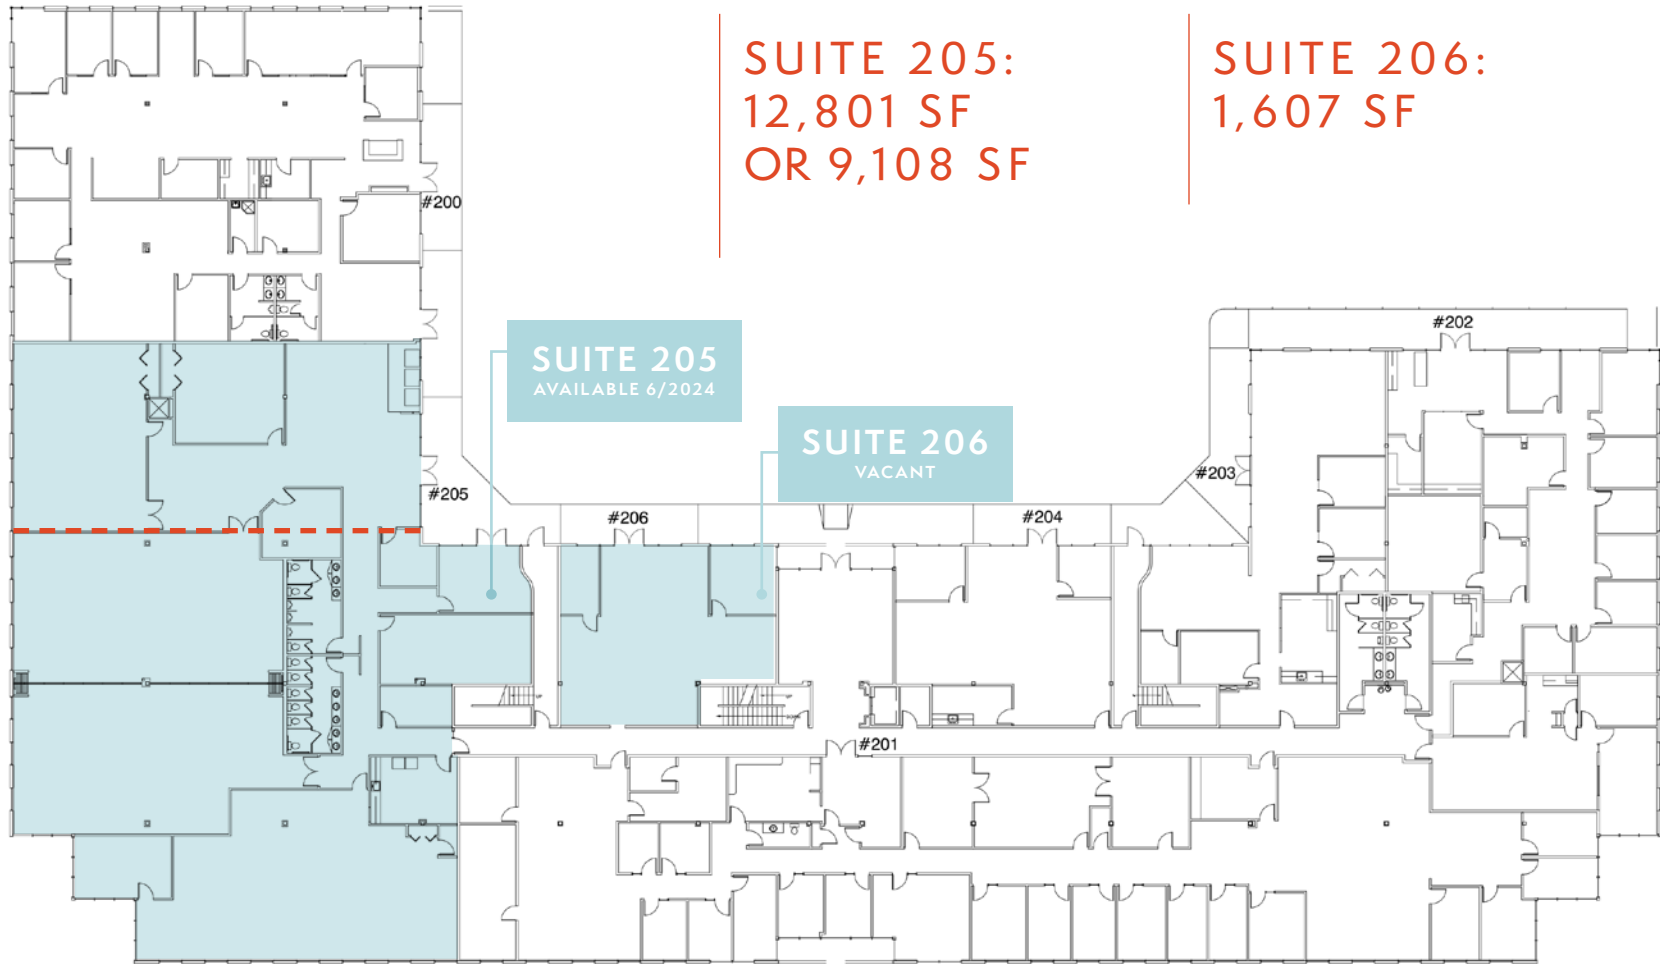 SUITE 205:
12,801 SF
OR 9,108 SF
SUITE 206:
1,607 SF
#200
#202
SUITE 205
AVAILABLE 6/2024
SUITE 206
VACANT
#203
#205
#206
#204
#201